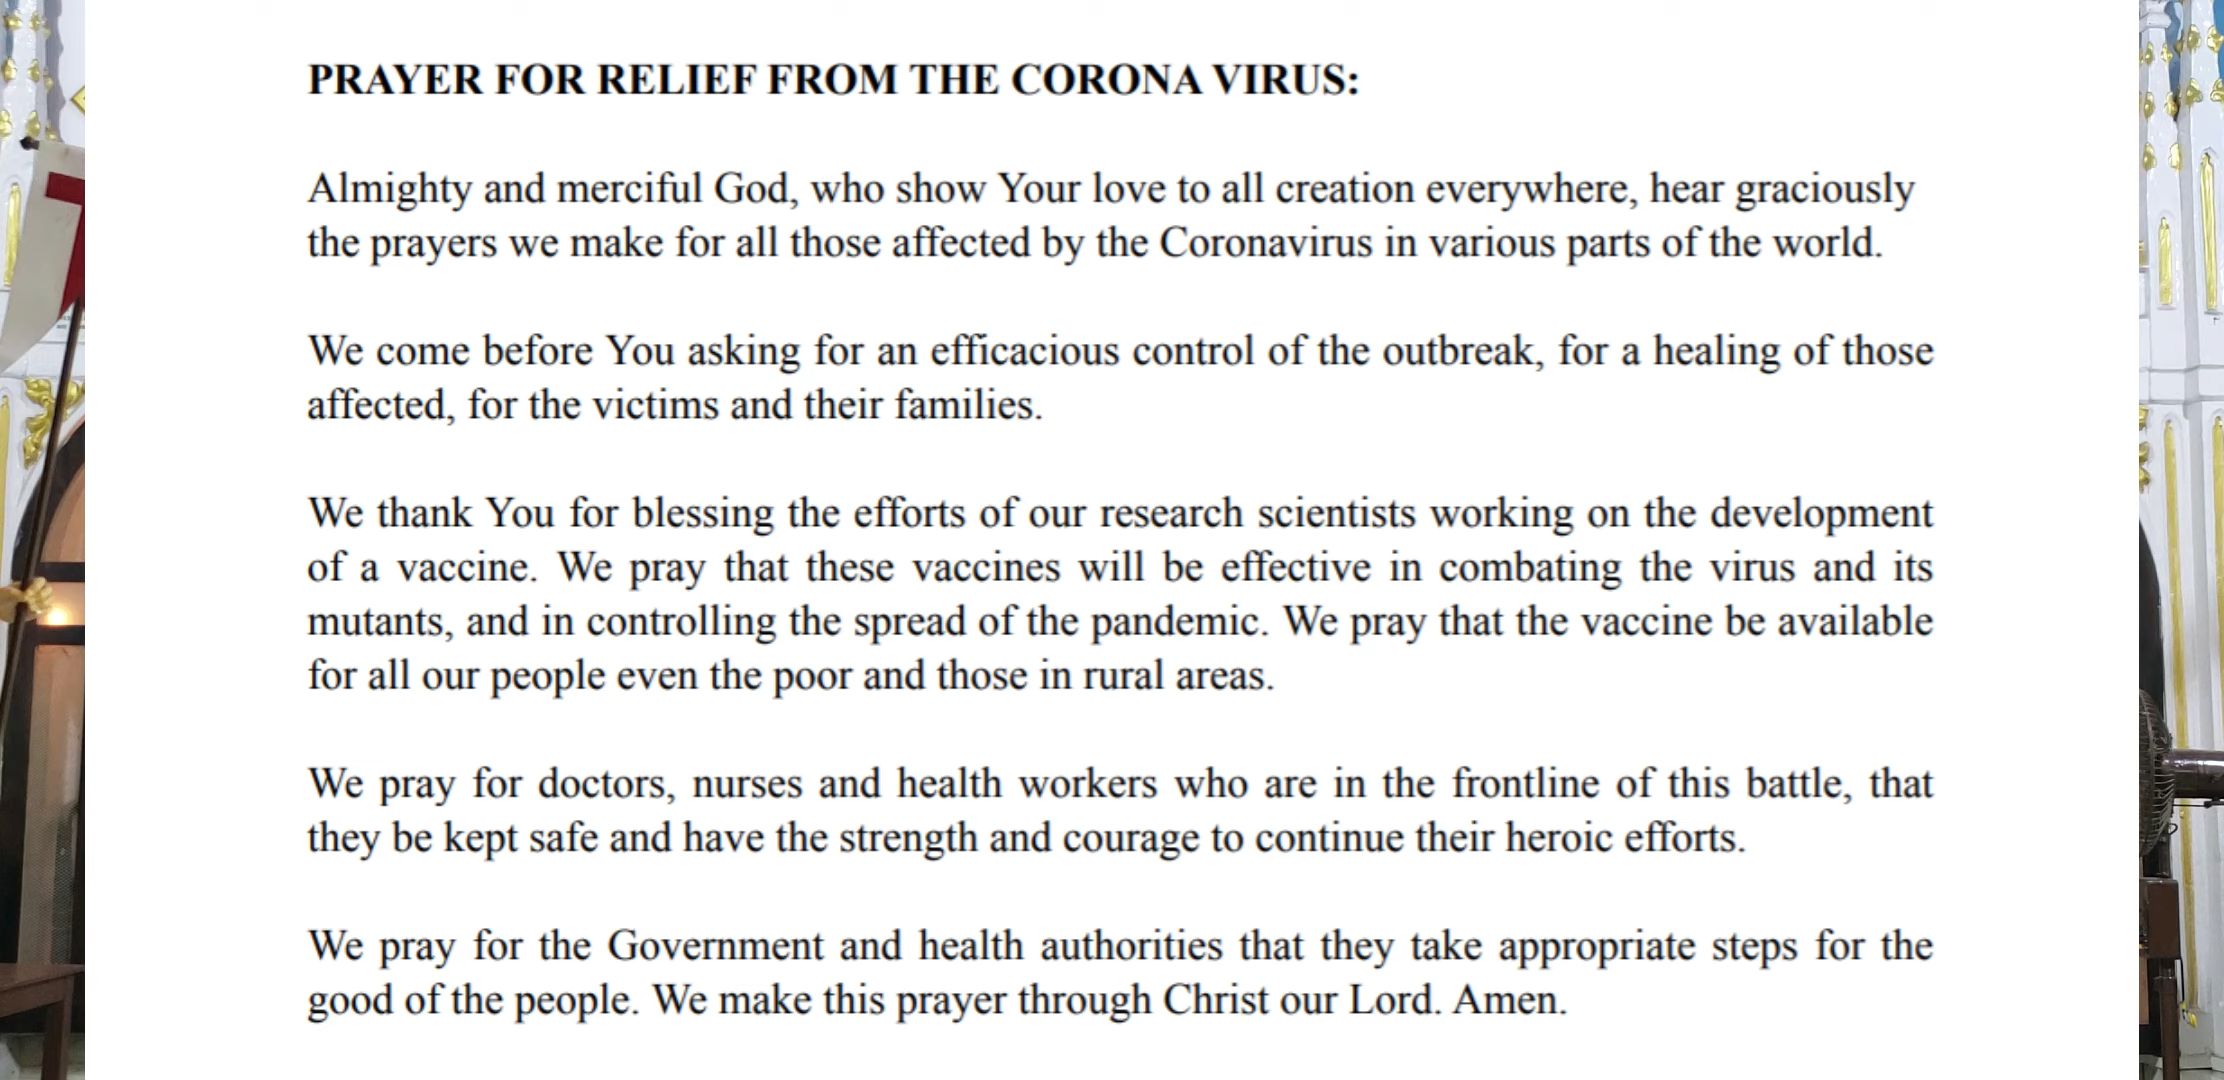 PRAYER FOR RELIEF FROM THE CORONA VIRUS:
Almighty and merciful God, who show Your love to all creation everywhere, hear graciously
the prayers we make for all those affected by the Coronavirus in various parts of the world.
We come before You asking for an efficacious control of the outbreak, for a healing of those
affected, for the victims and their families.
We thank You for blessing the efforts of our research scientists working on the development
of a vaccine. We pray that these vaccines will be effective in combating the virus and its
mutants, and in controlling the spread of the pandemic. We pray that the vaccine be available
for all our people even the poor and those in rural areas.
We pray for doctors, nurses and health workers who are in the frontline of this battle, that
they be kept safe and have the strength and courage to continue their heroic efforts.
We pray for the Government and health authorities that they take appropriate steps for the
good of the people. We make this prayer through Christ our Lord. Amen.